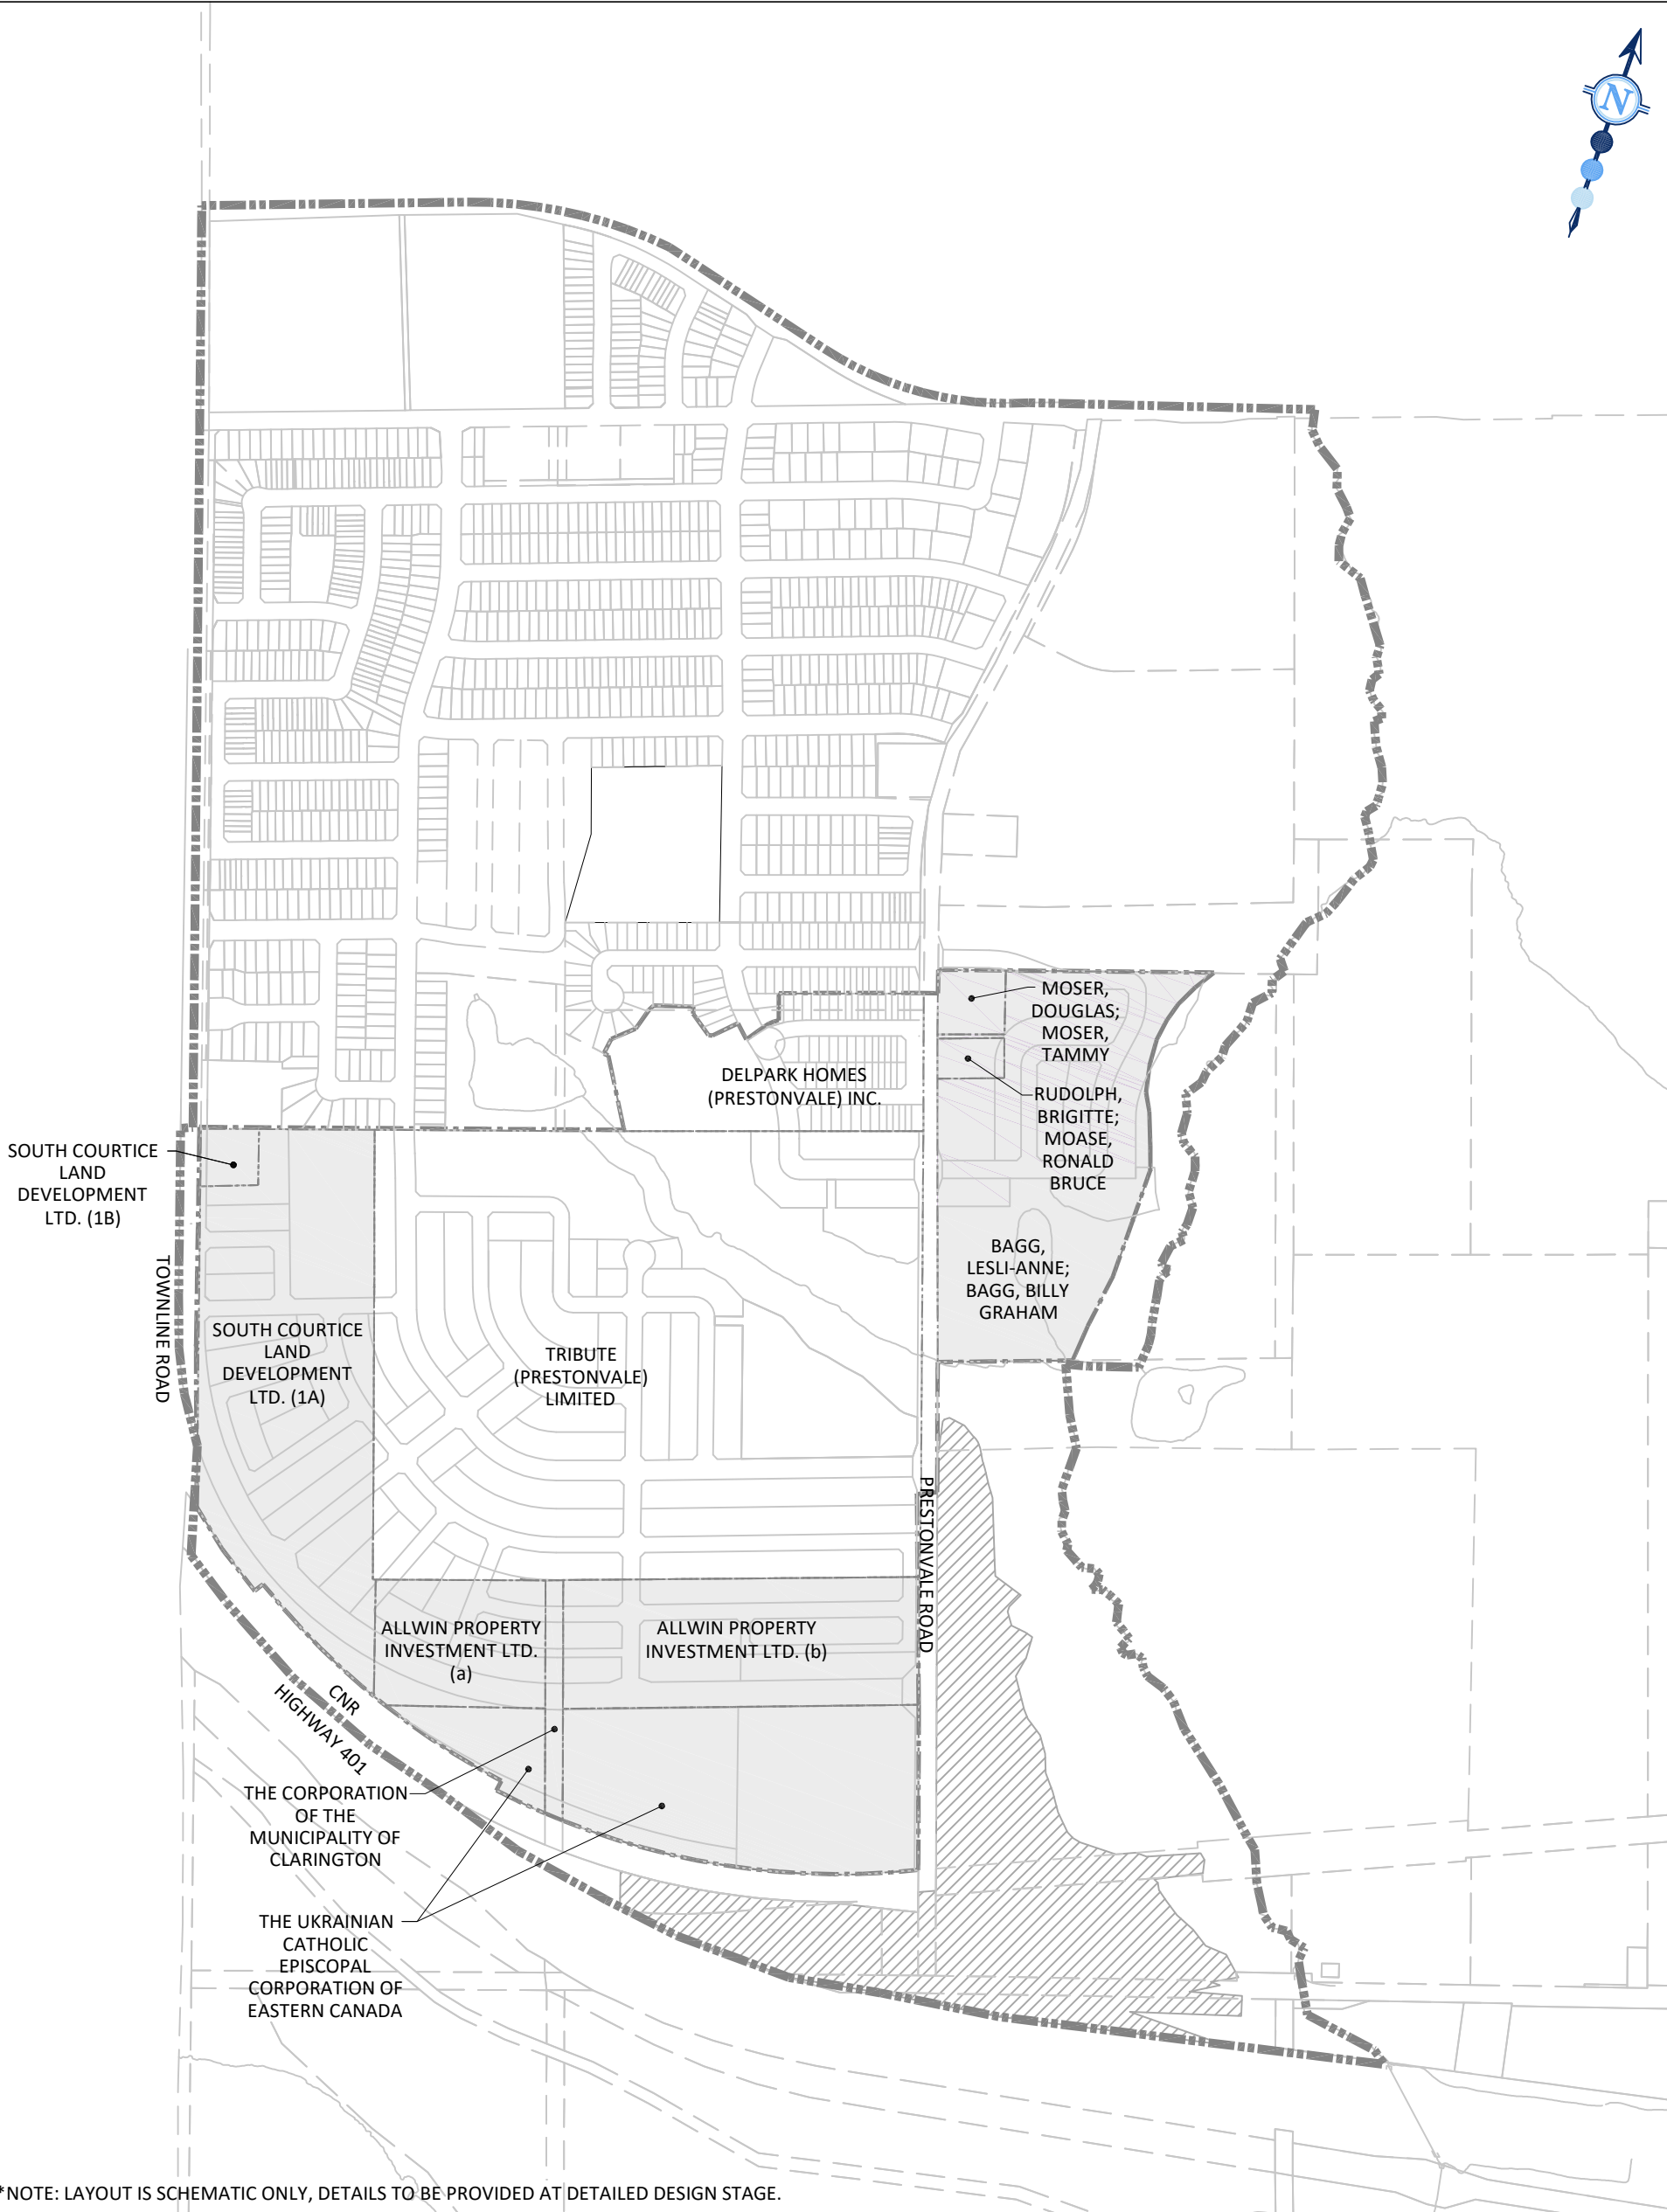 N
MOSER,
DOUGLAS;
MOSER,
TAMMY
DELPARK HOMES
(PRESTONVALE) INC.
RUDOLPH,
BRIGITTE;
MOASE,
RONALD
BRUCE
SOUTH COURTICE
LAND
DEVELOPMENT
LTD. (1B)
TOWNLINE ROAD
BAGG,
LESLI-ANNE;
BAGG, BILLY
GRAHAM
SOUTH COURTICE
LAND
DEVELOPMENT
LTD. (1A)
TRIBUTE
(PRESTONVALE)
LIMITED
PRESTONVALE ROAD
ALLWIN PROPERTY
INVESTMENT LTD.
(a)
ALLWIN PROPERTY
INVESTMENT LTD. (b)
CNR
HIGHWAY 401
THE CORPORATION
OF THE
MUNICIPALITY OF
CLARINGTON
THE UKRAINIAN
CATHOLIC
EPISCOPAL
CORPORATION OF
EASTERN CANADA
*NOTE: LAYOUT IS SCHEMATIC ONLY, DETAILS TO BE PROVIDED AT DETAILED DESIGN STAGE.